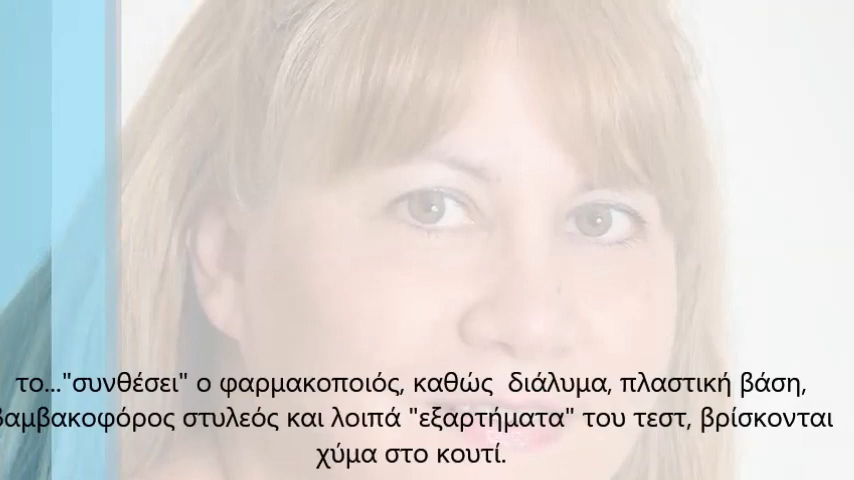 το..."συνθέσει" ο φαρμακοποιός, καθώς διάλυμα, πλαστική βάση,
βαμβακοφόρος στυλεός και λοιπά "εξαρτήματα" του τεστ, βρίσκονται
χύμα στο κουτί.